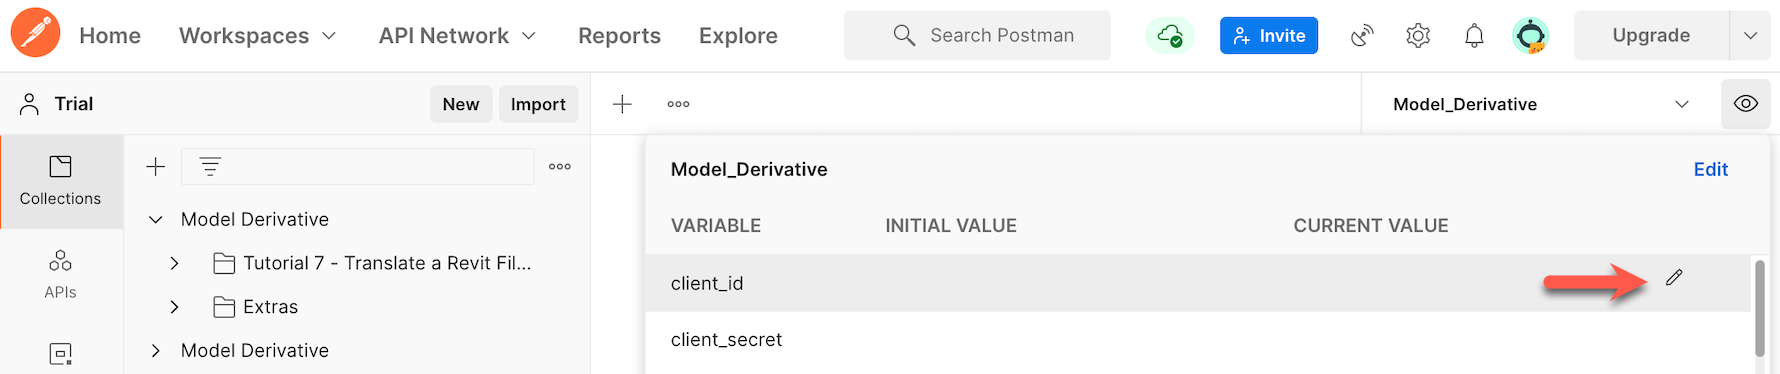 Home Workspaces API Network Reports Explore Search Postman Invite Upgrade
Trial New Import Model_Derivative
Collections
APIs
Model Derivative
Tutorial 7 - Translate a Revit Fil...
Extras
Model Derivative
Model_Derivative Edit
VARIABLE INITIAL VALUE CURRENT VALUE
client_id
client_secret